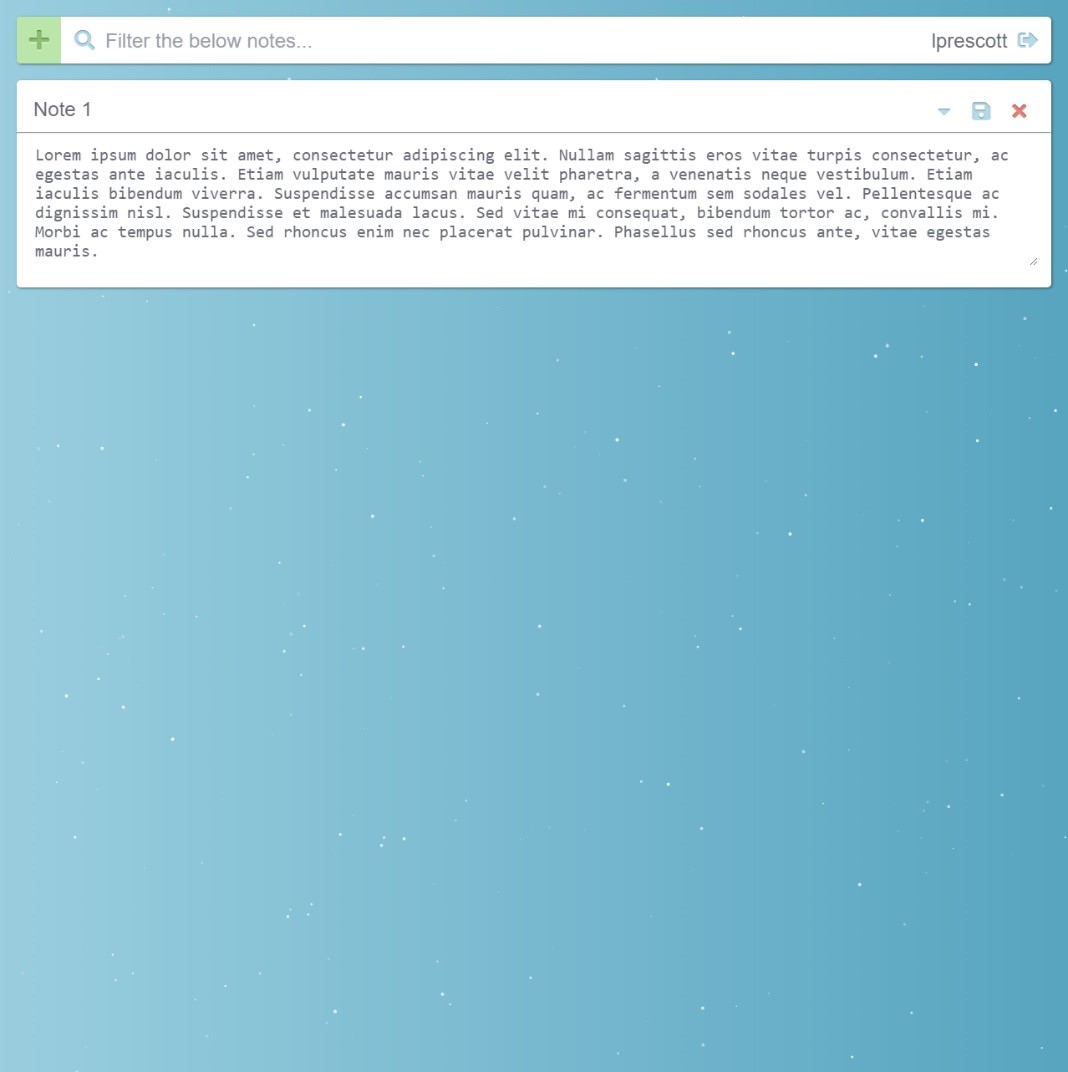 Filter the below notes...
lprescott
Note 1
Lorem ipsum dolor sit amet, consectetur adipiscing elit. Nullam sagittis eros vitae turpis consectetur, ac
egestas ante iaculis. Etiam vulputate mauris vitae velit pharetra, a venenatis neque vestibulum. Etiam
iaculis bibendum viverra. Suspendisse accumsan mauris quam, ac fermentum sem sodales vel. Pellentesque ac
dignissim nisl. Suspendisse et malesuada lacus. Sed vitae mi consequat, bibendum tortor ac, convallis mi.
Morbi ac tempus nulla. Sed rhoncus enim nec placerat pulvinar. Phasellus sed rhoncus ante, vitae egestas
mauris.